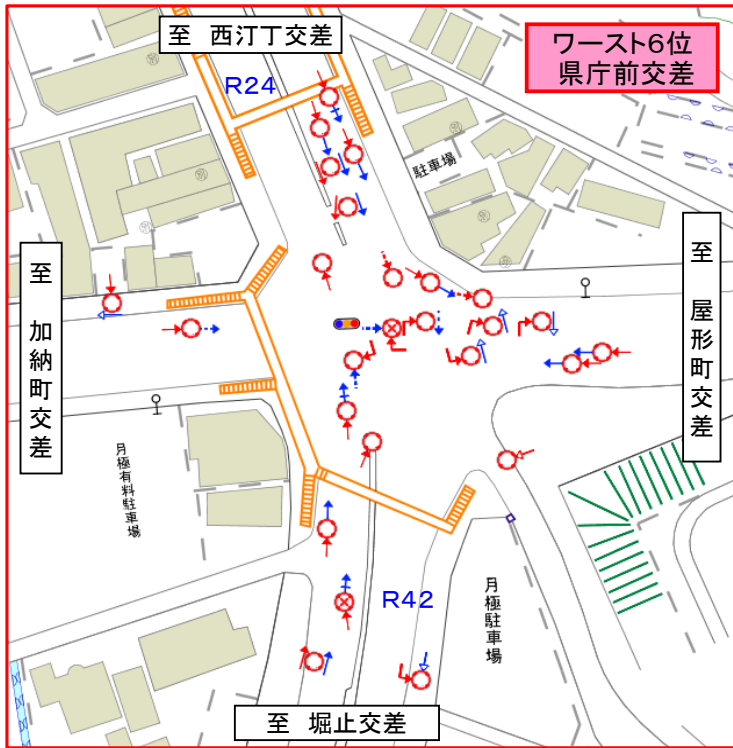 至 西汀丁交差
ワースト6位
県庁前交差
R24
駐車場
至 加納町交差
至 屋形町交差
月極有料駐車場
R42
月極駐車場
至 堀止交差